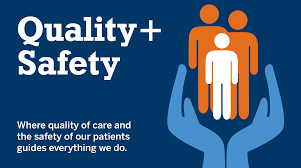 Quality+
Safety
Where quality of care and
the safety of our patients
guides everything we do.